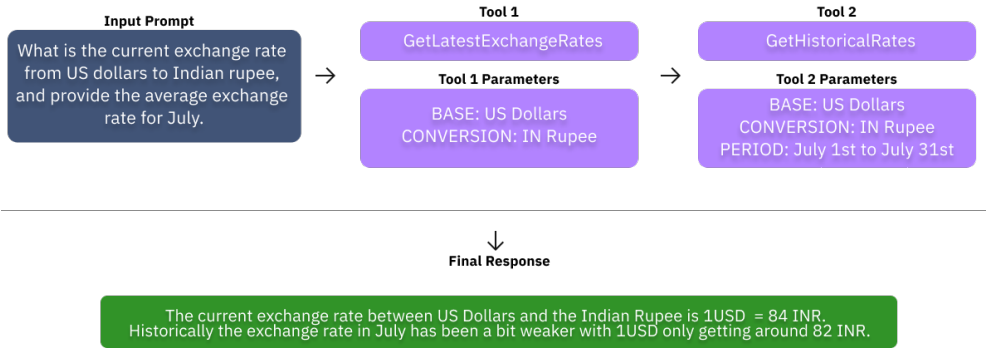 Input Prompt
What is the current exchange rate
from US dollars to Indian rupee,
and provide the average exchange
rate for July.
Tool 1
GetLatestExchangeRates
Tool 1 Parameters
BASE: US Dollars
CONVERSION: IN Rupee
Tool 2
GetHistoricalRates
Tool 2 Parameters
BASE: US Dollars
CONVERSION: IN Rupee
PERIOD: July 1st to July 31st
Final Response
The current exchange rate between US Dollars and the Indian Rupee is 1USD = 84 INR.
Historically the exchange rate in July has been a bit weaker with 1USD only getting around 82 INR.